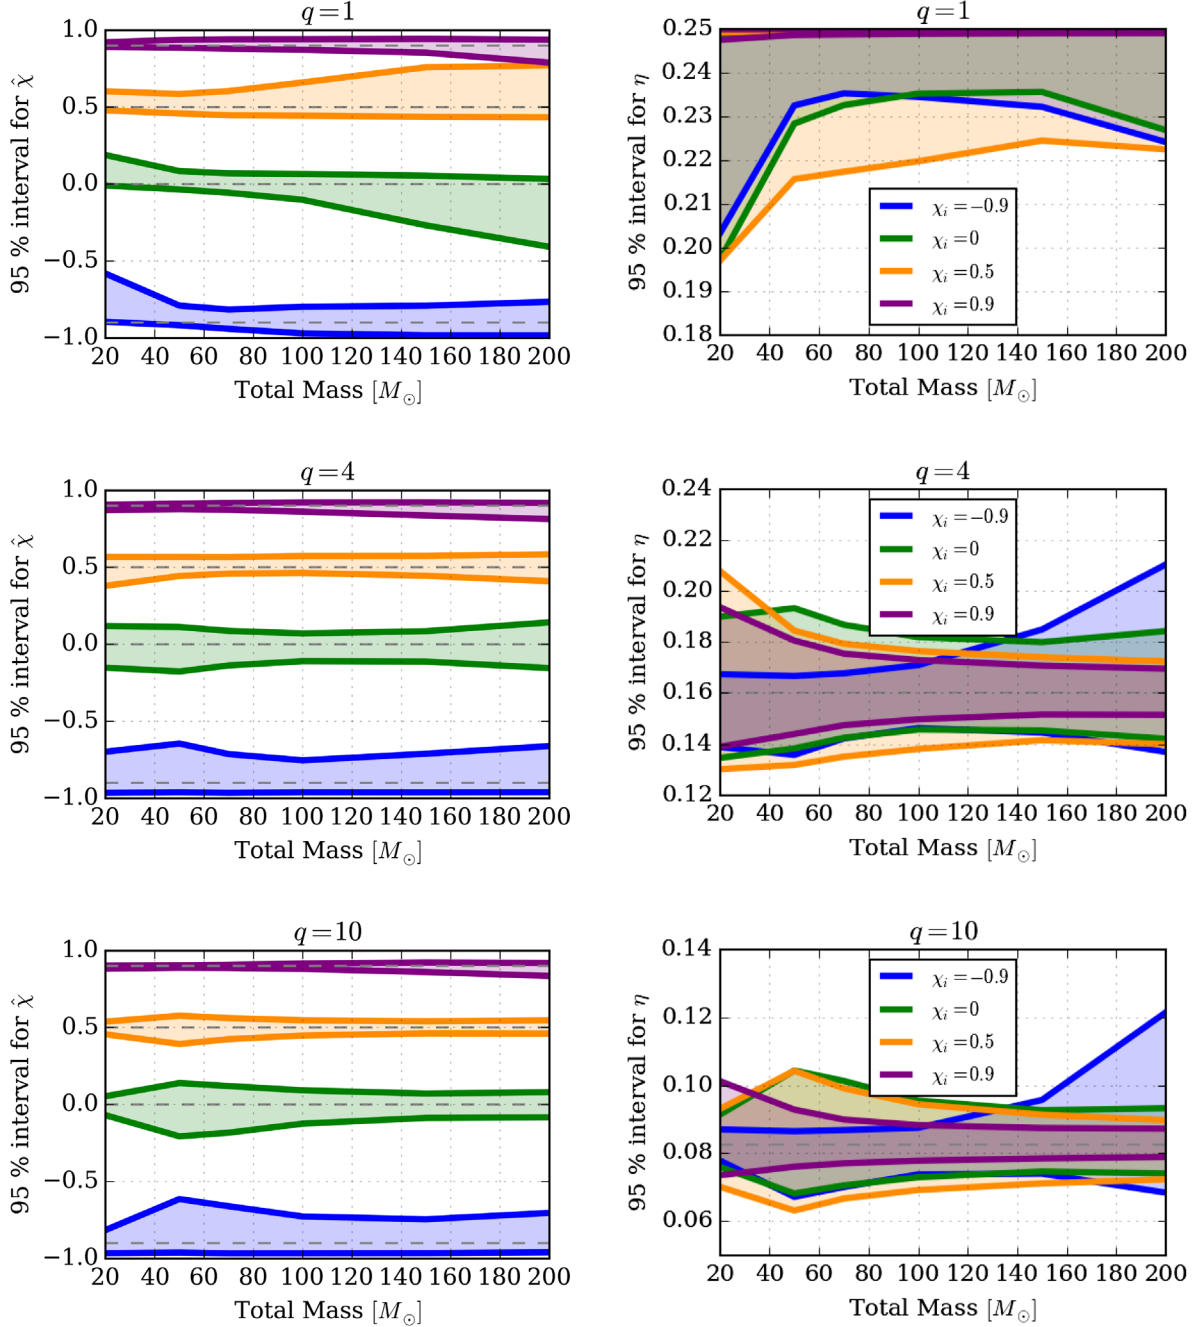 q=1
1.0
0.5
0.0
−0.5
−1.0
95 % interval for χ̂
20 40 60 80 100 120 140 160 180 200
Total Mass [M⊙]
q=1
0.25
0.24
0.23
0.22
0.21
0.20
0.19
0.18
95 % interval for η
χi=−0.9
χi=0
χi=0.5
χi=0.9
20 40 60 80 100 120 140 160 180 200
Total Mass [M⊙]
q=4
1.0
0.5
0.0
−0.5
−1.0
95 % interval for χ̂
20 40 60 80 100 120 140 160 180 200
Total Mass [M⊙]
q=4
0.24
0.22
0.20
0.18
0.16
0.14
0.12
95 % interval for η
χi=−0.9
χi=0
χi=0.5
χi=0.9
20 40 60 80 100 120 140 160 180 200
Total Mass [M⊙]
q=10
1.0
0.5
0.0
−0.5
−1.0
95 % interval for χ̂
20 40 60 80 100 120 140 160 180 200
Total Mass [M⊙]
q=10
0.14
0.12
0.10
0.08
0.06
95 % interval for η
χi=−0.9
χi=0
χi=0.5
χi=0.9
20 40 60 80 100 120 140 160 180 200
Total Mass [M⊙]